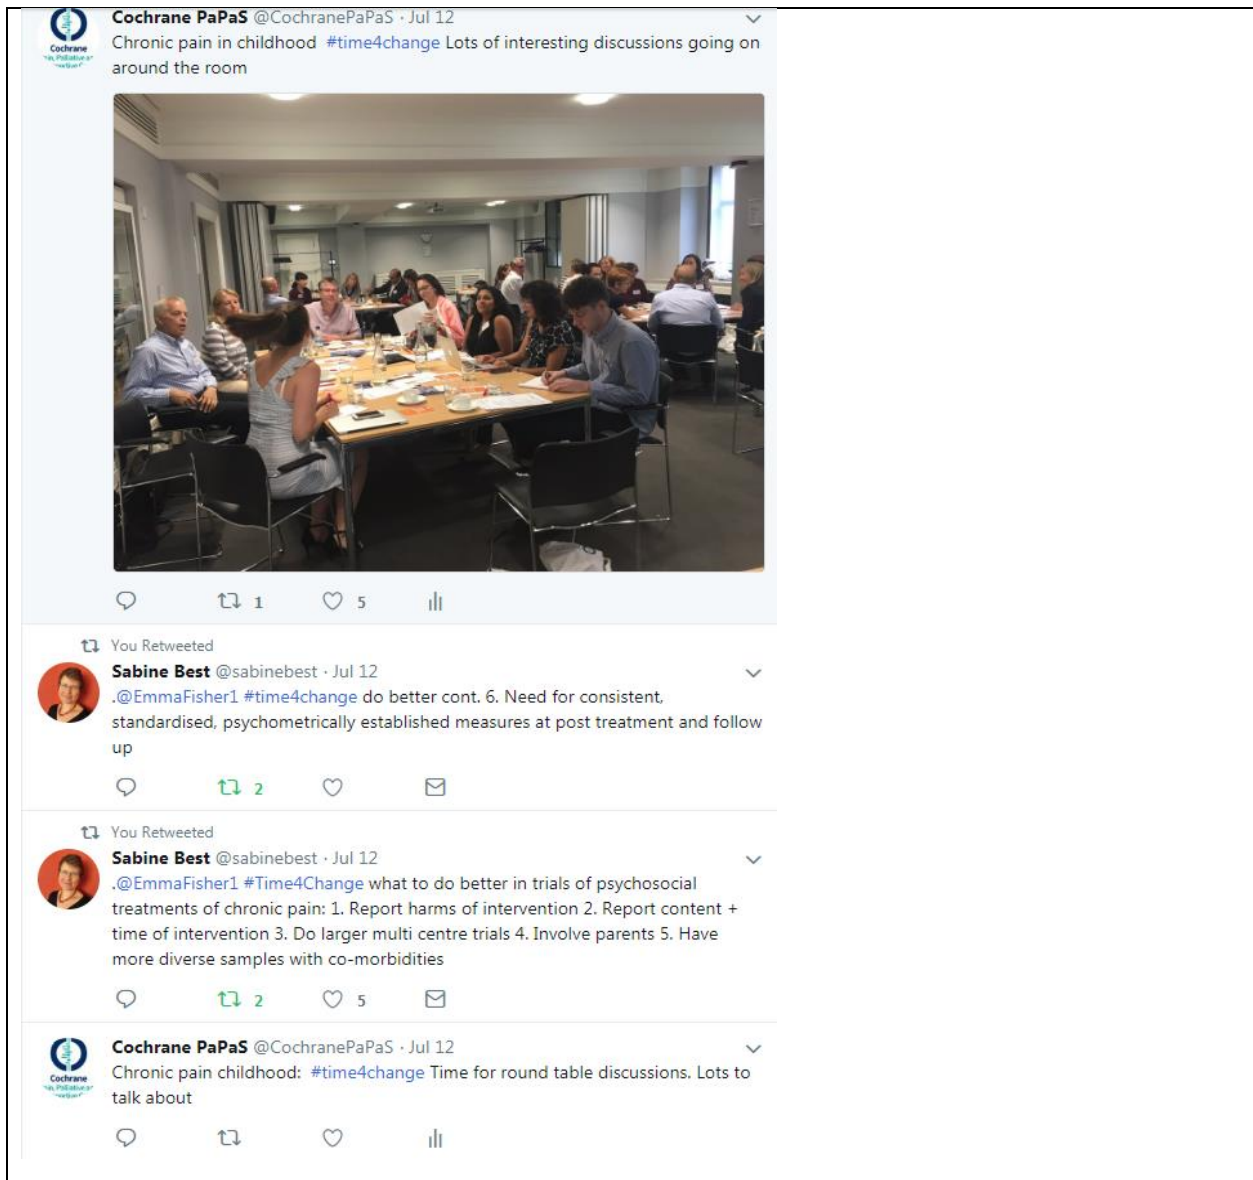 Cochrane PaPaS @CochranePaPaS · Jul 12
Cochrane
Chronic pain in childhood #time4change Lots of interesting discussions going on
around the room
1 5
You Retweeted
Sabine Best @sabinebest · Jul 12
.@EmmaFisher1 #time4change do better cont. 6. Need for consistent,
standardised, psychometrically established measures at post treatment and follow
up
2
You Retweeted
Sabine Best @sabinebest · Jul 12
.@EmmaFisher1 #Time4Change what to do better in trials of psychosocial
treatments of chronic pain: 1. Report harms of intervention 2. Report content +
time of intervention 3. Do larger multi centre trials 4. Involve parents 5. Have
more diverse samples with co-morbidities
2 5
Cochrane PaPaS @CochranePaPaS · Jul 12
Cochrane
Chronic pain childhood: #time4change Time for round table discussions. Lots to
talk about